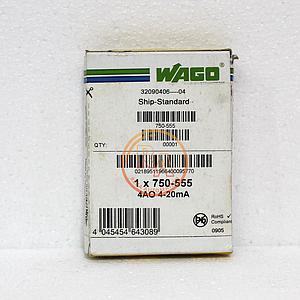 WAGO
32090406----04
Ship-Standard
750-555
QTY:
00001
02189511966400095770
1 x 750-555
4AO 4-20mA
RoHS ✓
Compliant
0905
4 045454 643089